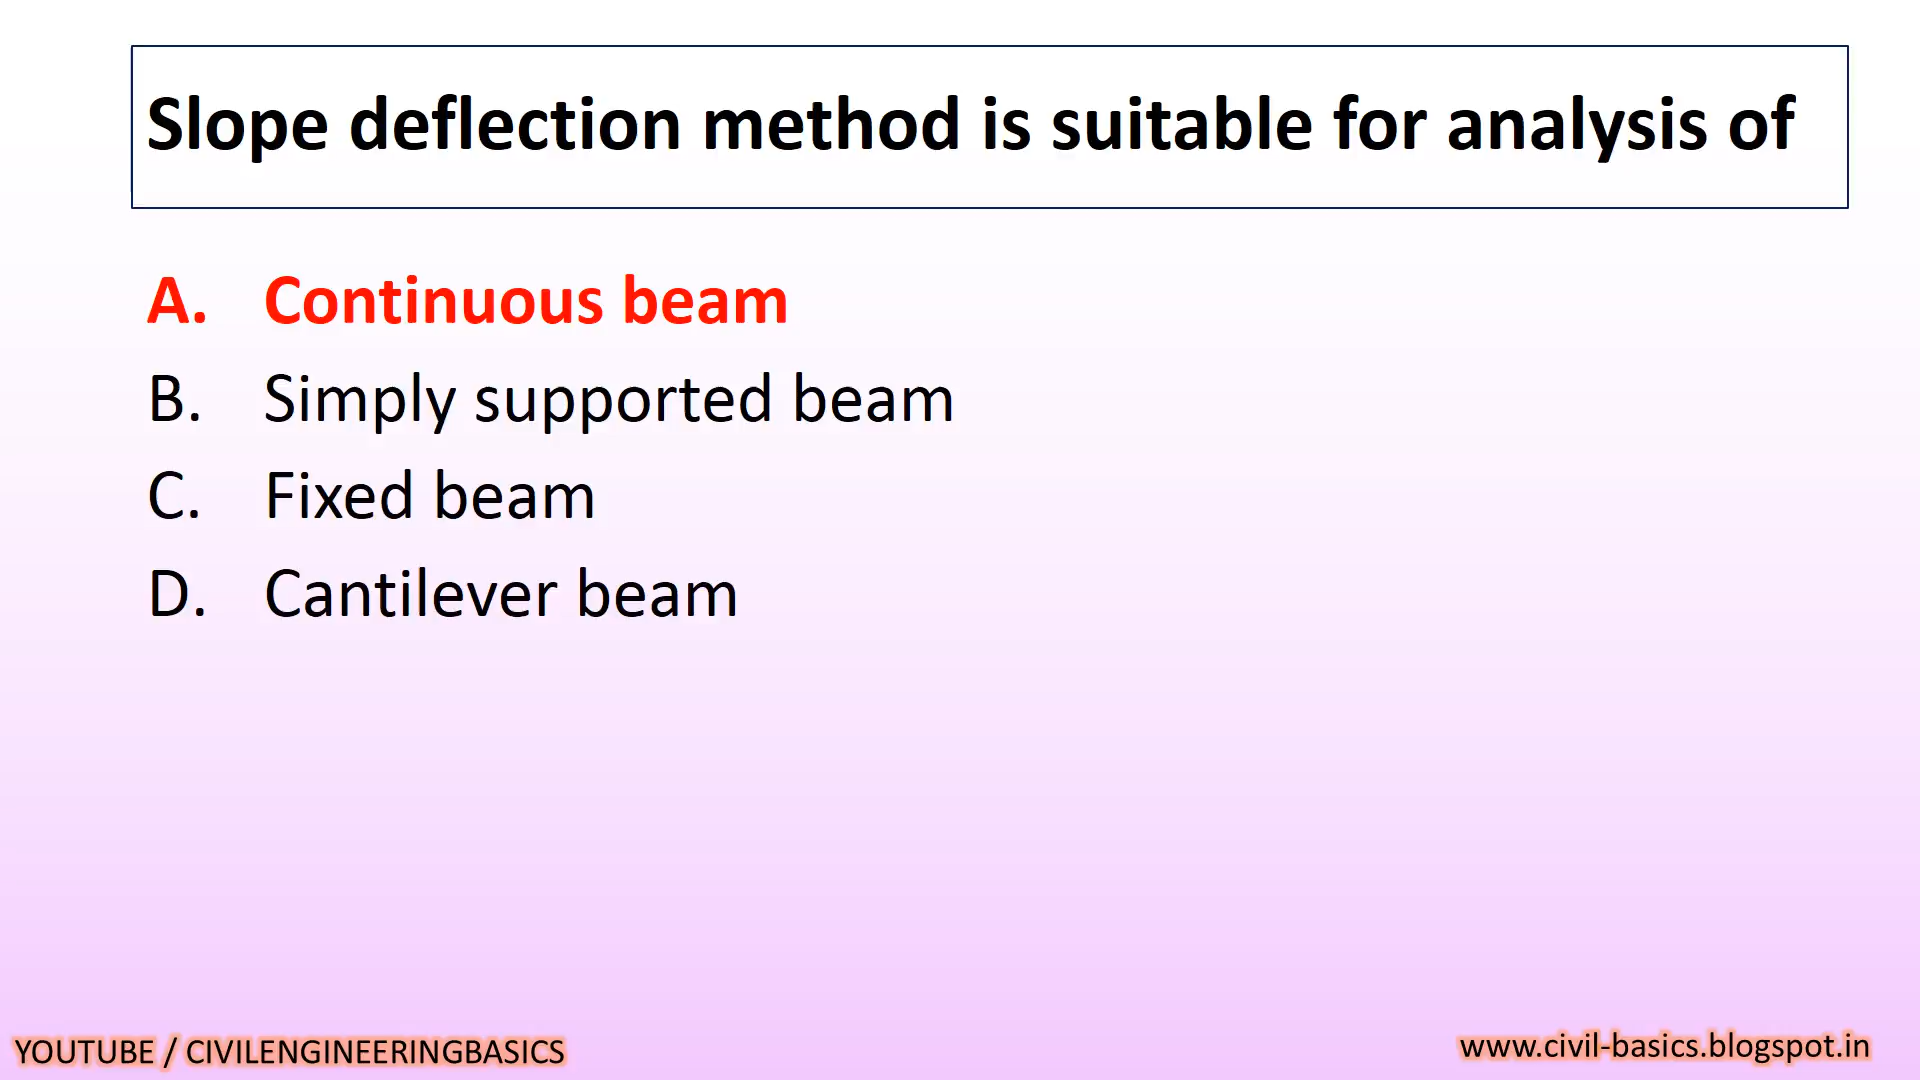 Slope deflection method is suitable for analysis of
A. Continuous beam
B. Simply supported beam
C. Fixed beam
D. Cantilever beam
YOUTUBE / CIVILENGINEERINGBASICS
www.civil-basics.blogspot.in